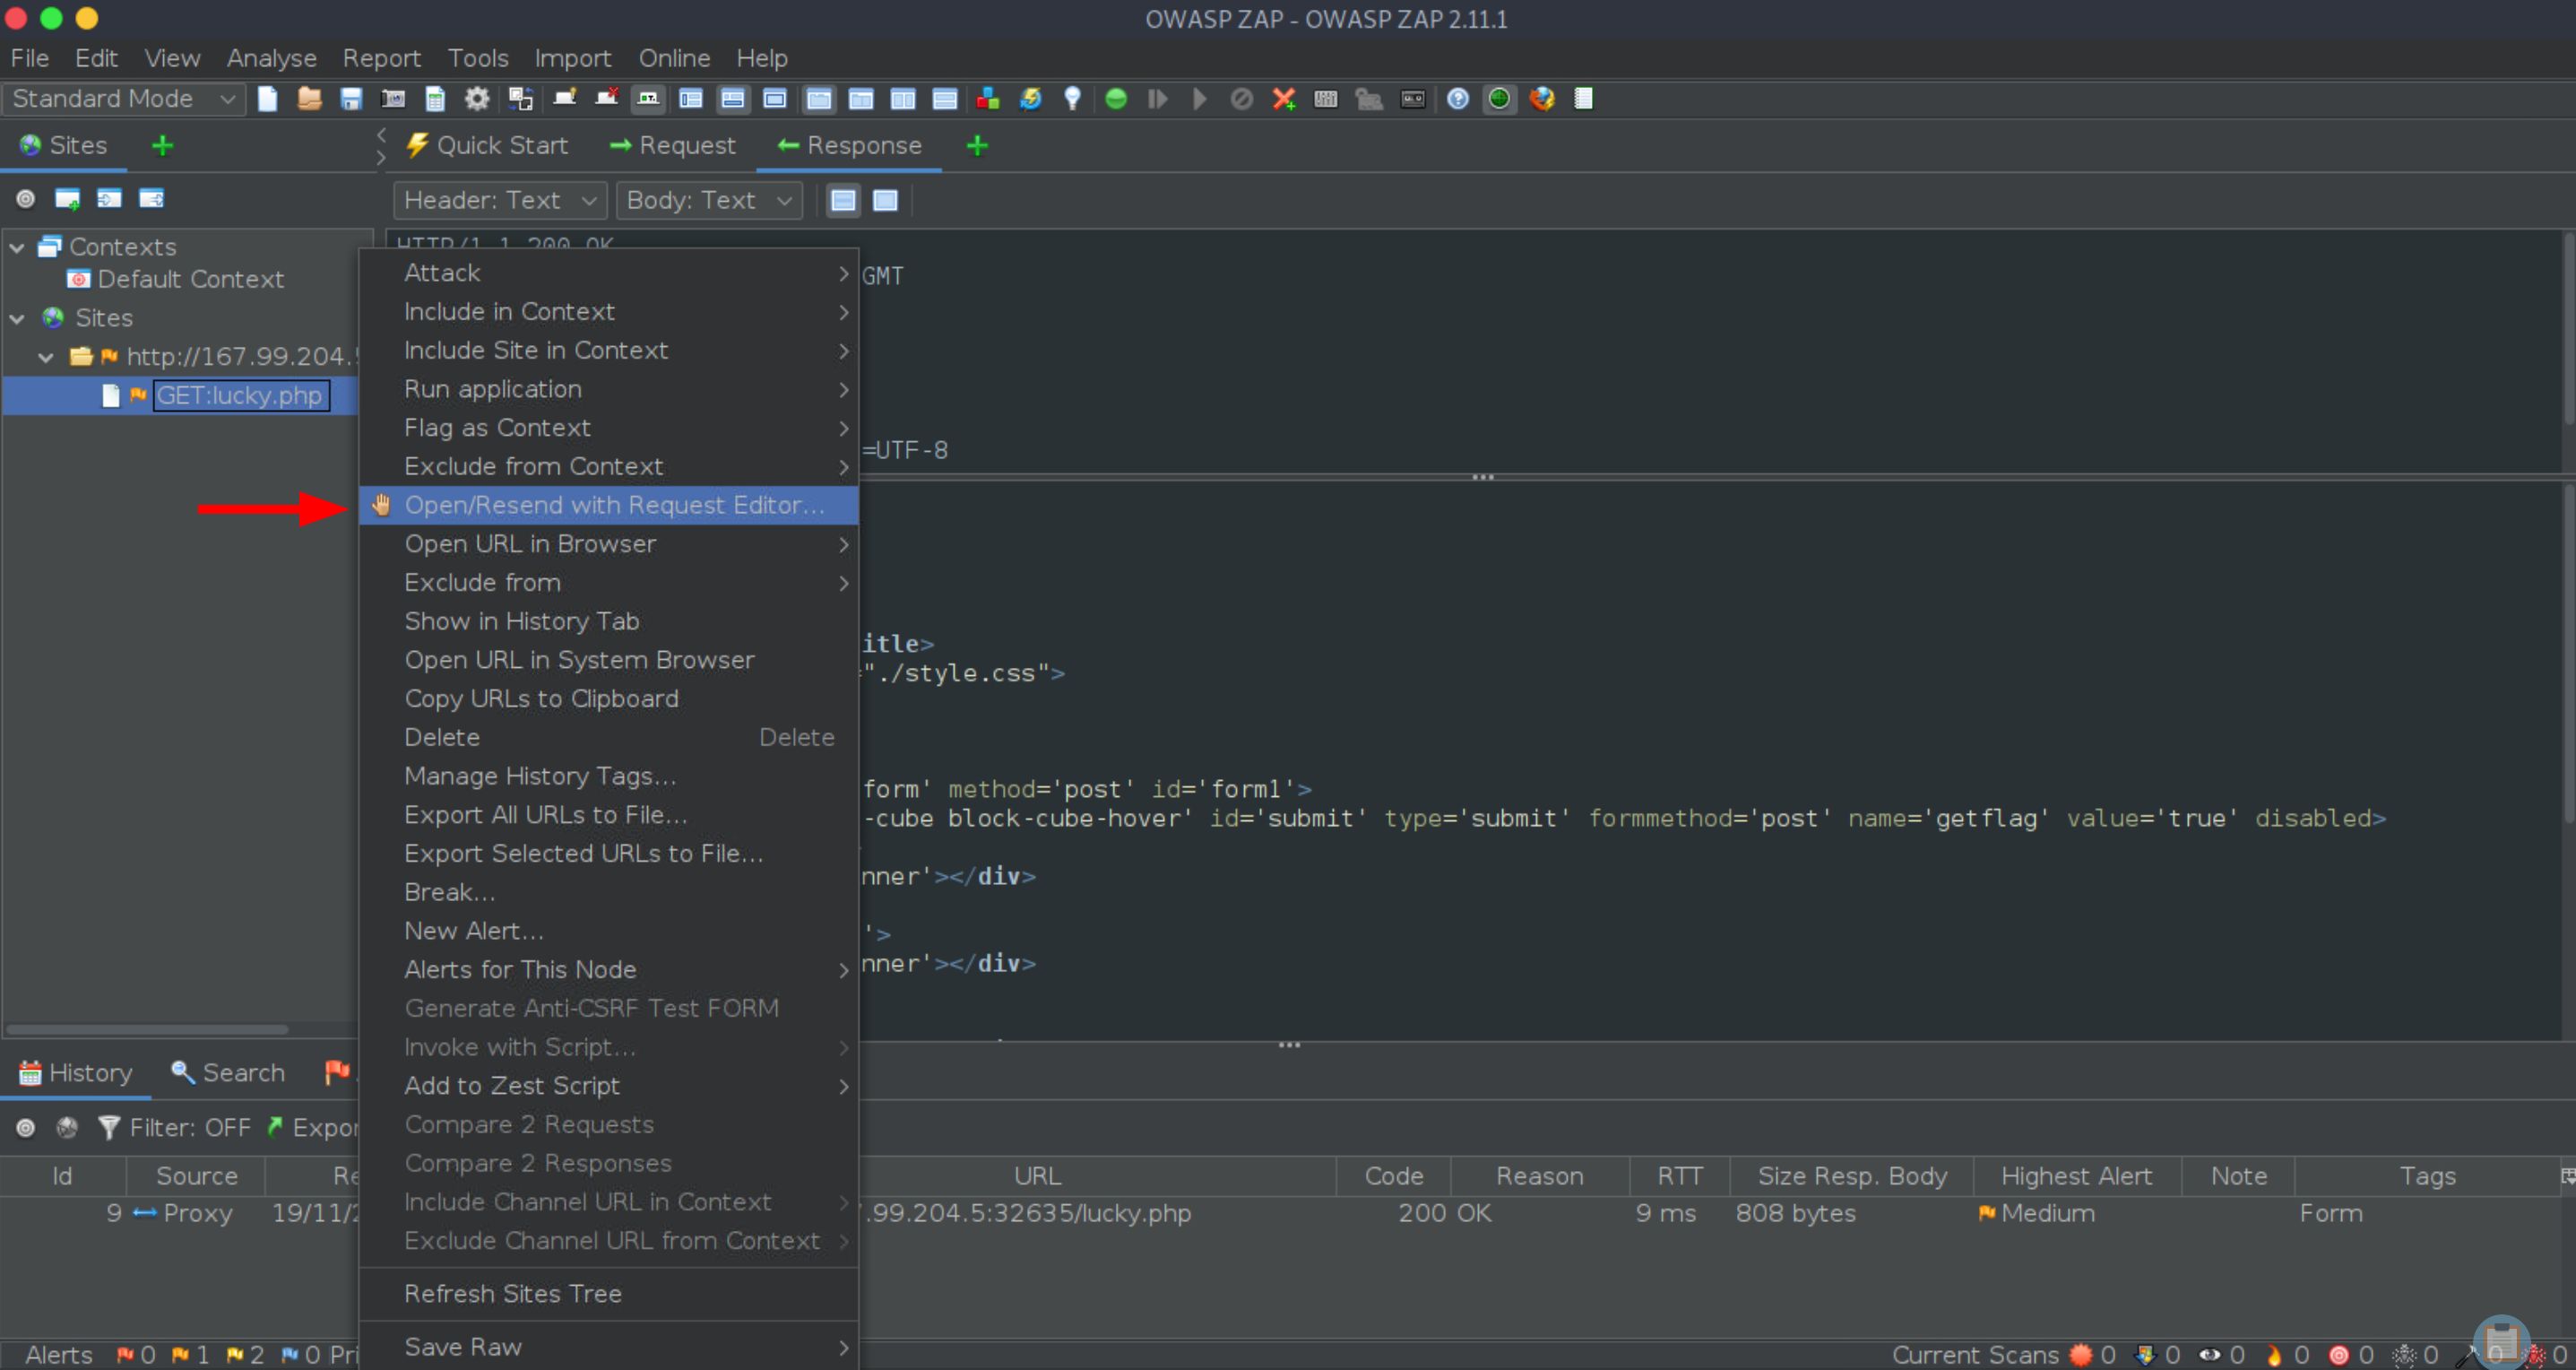 OWASP ZAP - OWASP ZAP 2.11.1
File Edit View Analyse Report Tools Import Online Help
Standard Mode
Sites
Quick Start Request Response
Header: Text Body: Text
HTTP/1.1 200 OK
GMT
=UTF-8
Contexts
Default Context
Sites
http://167.99.204.
GET:lucky.php
Attack
Include in Context
Include Site in Context
Run application
Flag as Context
Exclude from Context
Open/Resend with Request Editor...
Open URL in Browser
Exclude from
Show in History Tab
Open URL in System Browser
Copy URLs to Clipboard
Delete Delete
Manage History Tags...
Export All URLs to File...
Export Selected URLs to File...
Break...
New Alert...
Alerts for This Node
Generate Anti-CSRF Test FORM
Invoke with Script...
Add to Zest Script
Compare 2 Requests
Compare 2 Responses
Include Channel URL in Context
Exclude Channel URL from Context
Refresh Sites Tree
Save Raw
itle>
="./style.css">
form' method='post' id='form1'>
-cube block-cube-hover' id='submit' type='submit' formmethod='post' name='getflag' value='true' disabled>
nner'></div>
'>
nner'></div>
History Search
Filter: OFF Expor
Id Source Re URL Code Reason RTT Size Resp. Body Highest Alert Note Tags
9 Proxy 19/11/2 .99.204.5:32635/lucky.php 200 OK 9 ms 808 bytes Medium Form
Alerts 0 1 2 0 Pri Current Scans 0 0 0 0 0 0 0 0